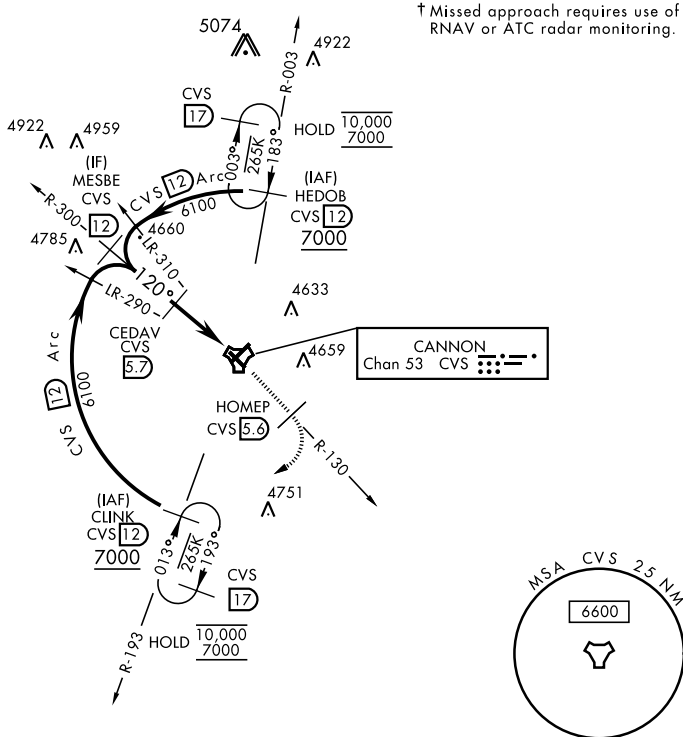 † Missed approach requires use of
RNAV or ATC radar monitoring.
5074
4922
R-003
CVS
17
HOLD 10,000
7000
003°
265K
183°
4922
4959
(IF)
MESBE
CVS
12
R-300
CVS 12 Arc
6100
(IAF)
HEDOB
CVS 12
7000
4785
4660
LR-310
120°
LR-290
4633
CEDAV
CVS
5.7
4659
CANNON
Chan 53 CVS
CVS 12 Arc
6100
HOMEP
CVS 5.6
R-130
4751
(IAF)
CLINK
CVS 12
7000
013°
265K
193°
CVS
17
HOLD 10,000
7000
R-193
MSA CVS 25 NM
6600